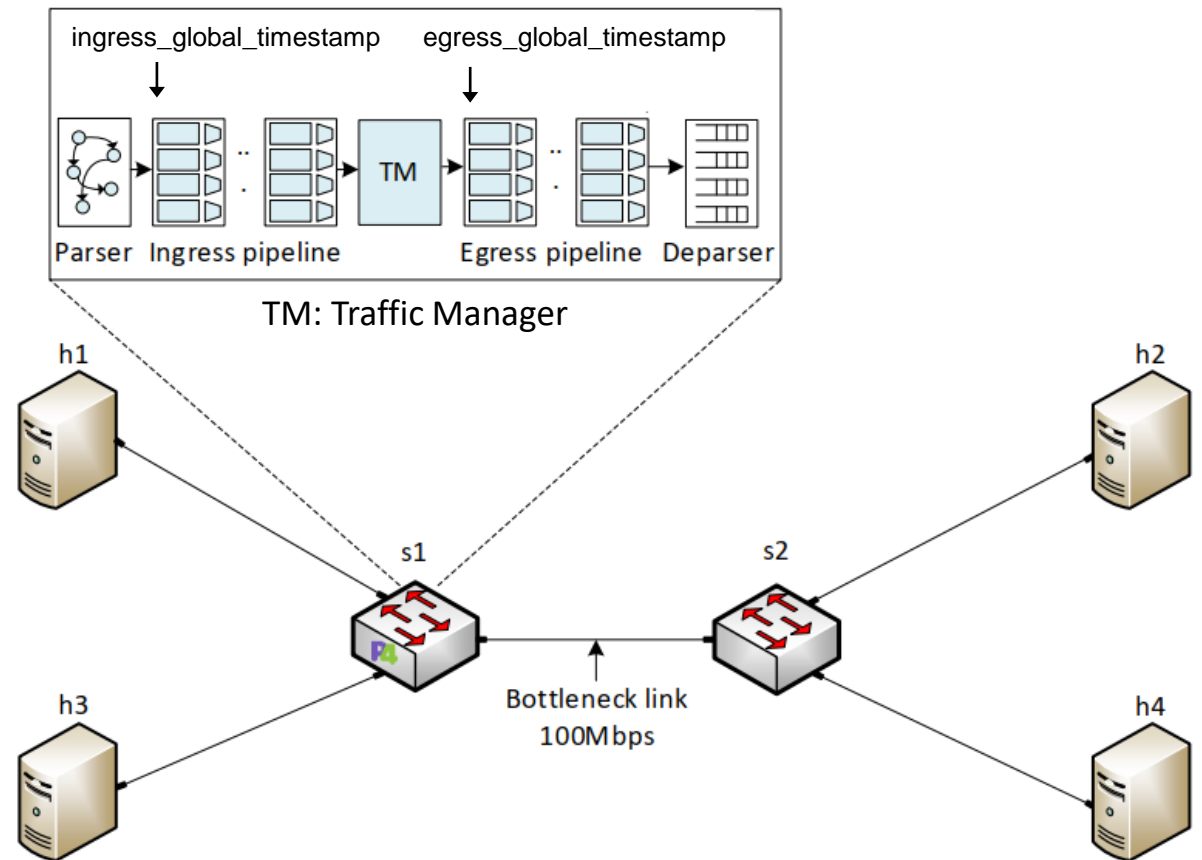 ingress_global_timestamp egress_global_timestamp
.. ..
. .
TM
Parser Ingress pipeline Egress pipeline Deparser
TM: Traffic Manager
h1
h2
s1
s2
P4
Bottleneck link
100Mbps
h3
h4